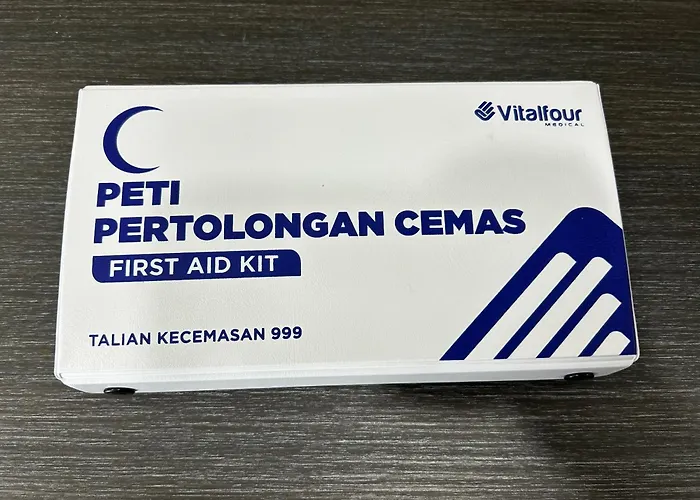 Vitalfour
MEDICAL
PETI
PERTOLONGAN CEMAS
FIRST AID KIT
TALIAN KECEMASAN 999